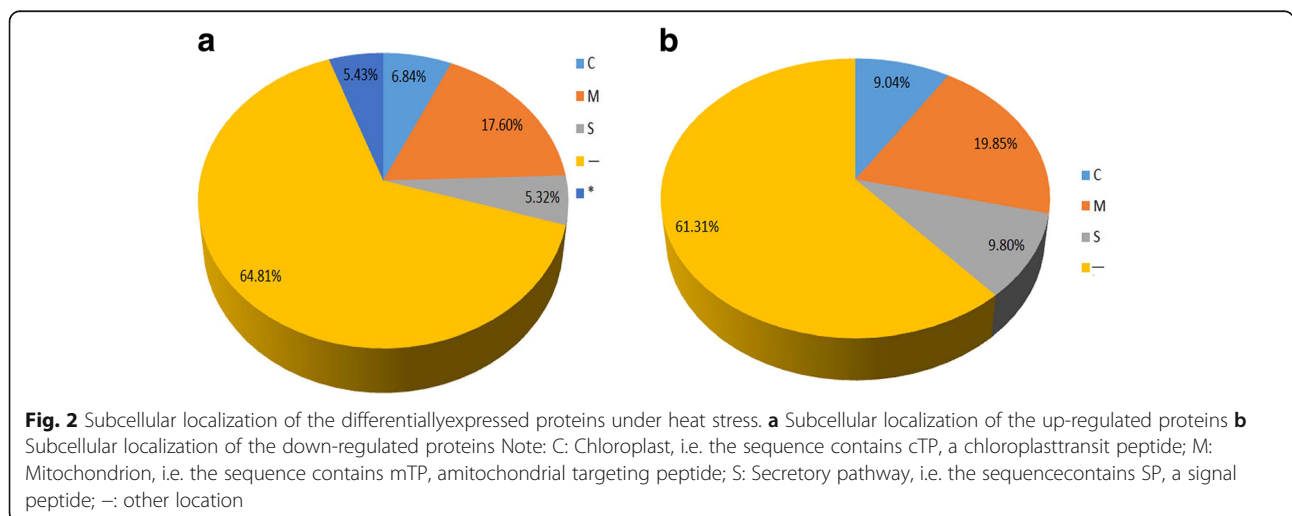 a
b
5.43%
6.84%
17.60%
5.32%
64.81%
C
M
S
—
*
9.04%
19.85%
9.80%
61.31%
C
M
S
—
Fig. 2 Subcellular localization of the differentiallyexpressed proteins under heat stress. a Subcellular localization of the up-regulated proteins b
Subcellular localization of the down-regulated proteins Note: C: Chloroplast, i.e. the sequence contains cTP, a chloroplasttransit peptide; M:
Mitochondrion, i.e. the sequence contains mTP, amitochondrial targeting peptide; S: Secretory pathway, i.e. the sequencecontains SP, a signal
peptide; −: other location